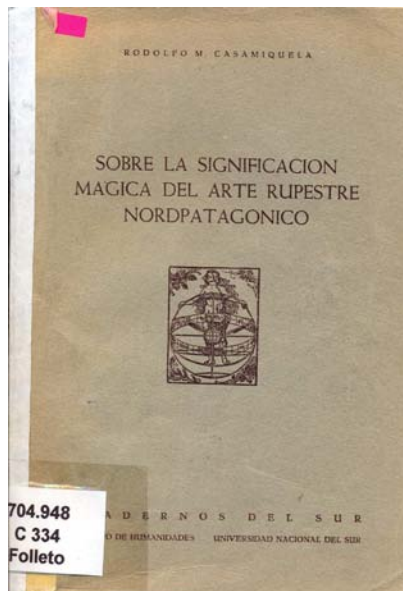 RODOLFO M. CASAMIQUELA
SOBRE LA SIGNIFICACION
MAGICA DEL ARTE RUPESTRE
NORDPATAGONICO
704.948
C 334
Folleto
ADERNOS DEL SUR
O DE HUMANIDADES UNIVERSIDAD NACIONAL DEL SUR